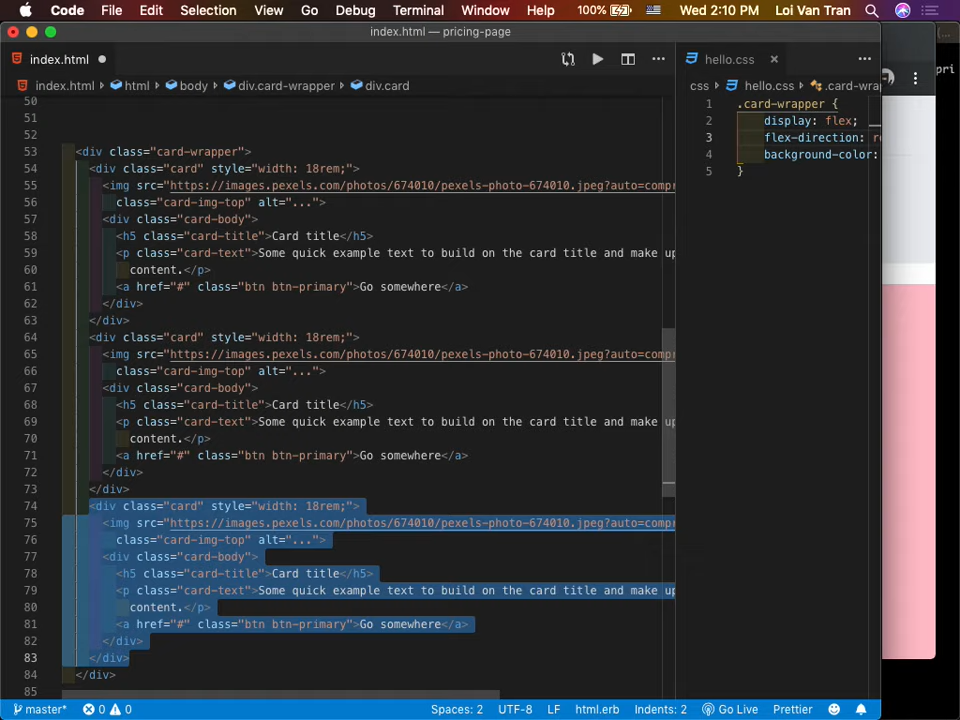 Code File Edit Selection View Go Debug Terminal Window Help 100% Wed 2:10 PM Loi Van Tran
index.html — pricing-page
index.html
hello.css
index.html html body div.card-wrapper div.card
css hello.css .card-wrap
50
51
52
53 <div class="card-wrapper">
54 <div class="card" style="width: 18rem;">
55 <img src="https://images.pexels.com/photos/674010/pexels-photo-674010.jpeg?auto=compr
56 class="card-img-top" alt="...">
57 <div class="card-body">
58 <h5 class="card-title">Card title</h5>
59 <p class="card-text">Some quick example text to build on the card title and make up
60 content.</p>
61 <a href="#" class="btn btn-primary">Go somewhere</a>
62 </div>
63 </div>
64 <div class="card" style="width: 18rem;">
65 <img src="https://images.pexels.com/photos/674010/pexels-photo-674010.jpeg?auto=compr
66 class="card-img-top" alt="...">
67 <div class="card-body">
68 <h5 class="card-title">Card title</h5>
69 <p class="card-text">Some quick example text to build on the card title and make up
70 content.</p>
71 <a href="#" class="btn btn-primary">Go somewhere</a>
72 </div>
73 </div>
74 <div class="card" style="width: 18rem;">
75 <img src="https://images.pexels.com/photos/674010/pexels-photo-674010.jpeg?auto=compr
76 class="card-img-top" alt="...">
77 <div class="card-body">
78 <h5 class="card-title">Card title</h5>
79 <p class="card-text">Some quick example text to build on the card title and make up
80 content.</p>
81 <a href="#" class="btn btn-primary">Go somewhere</a>
82 </div>
83 </div>
84 </div>
85
1 .card-wrapper {
2 display: flex;
3 flex-direction: r
4 background-color:
5 }
pri
master* 0 0 Spaces: 2 UTF-8 LF html.erb Indents: 2 Go Live Prettier